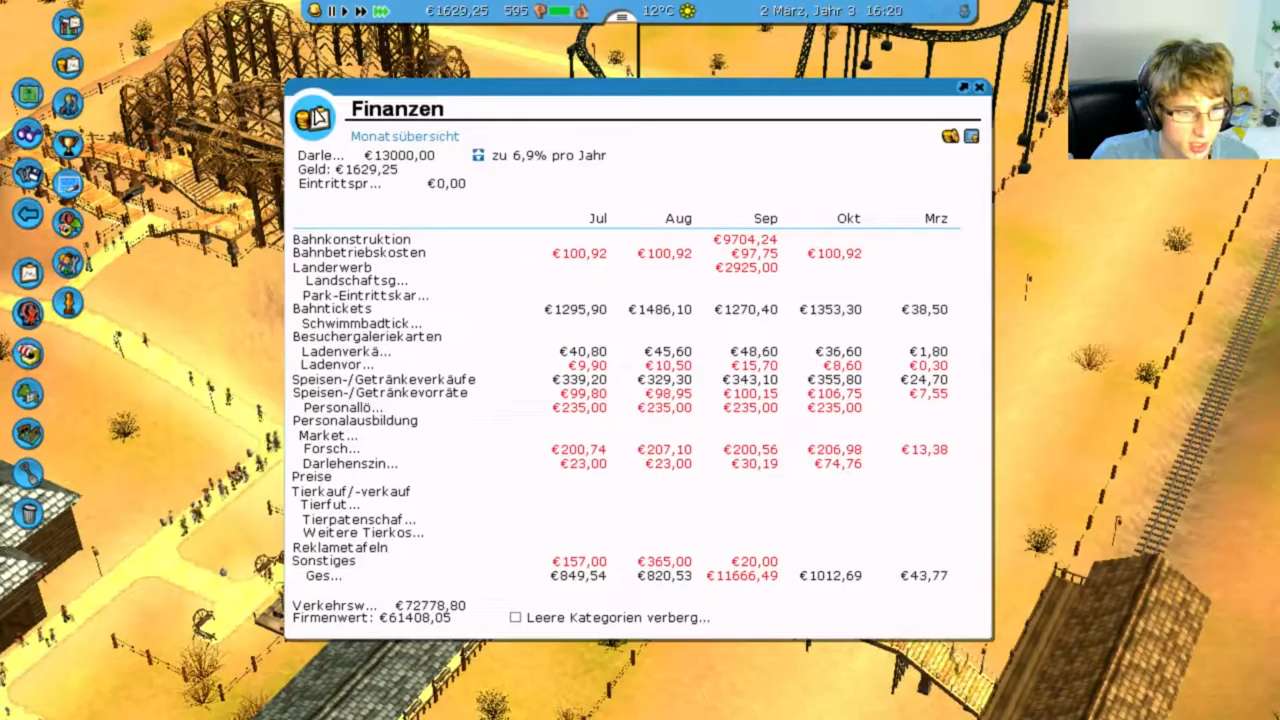 €1629,25 595 12°C 2 März, Jahr 3 16:20
Finanzen
Monatsübersicht
Darle... €13000,00 zu 6,9% pro Jahr
Geld: €1629,25
Eintrittspr... €0,00
Jul Aug Sep Okt Mrz
Bahnkonstruktion €9704,24
Bahnbetriebskosten €100,92 €100,92 €97,75 €100,92
Landerwerb €2925,00
Landschaftsg...
Park-Eintrittskar...
Bahntickets €1295,90 €1486,10 €1270,40 €1353,30 €38,50
Schwimmbadtick...
Besuchergaleriekarten
Ladenverkä... €40,80 €45,60 €48,60 €36,60 €1,80
Ladenvor... €9,90 €10,50 €15,70 €8,60 €0,30
Speisen-/Getränkeverkäufe €339,20 €329,30 €343,10 €355,80 €24,70
Speisen-/Getränkevorräte €99,80 €98,95 €100,15 €106,75 €7,55
Personallö... €235,00 €235,00 €235,00 €235,00
Personalausbildung
Market...
Forsch... €200,74 €207,10 €200,56 €206,98 €13,38
Darlehenszin... €23,00 €23,00 €30,19 €74,76
Preise
Tierkauf/-verkauf
Tierfut...
Tierpatenschaf...
Weitere Tierkos...
Reklametafeln
Sonstiges €157,00 €365,00 €20,00
Ges... €849,54 €820,53 €11666,49 €1012,69 €43,77
Verkehrsw... €72778,80
Firmenwert: €61408,05 Leere Kategorien verberg...